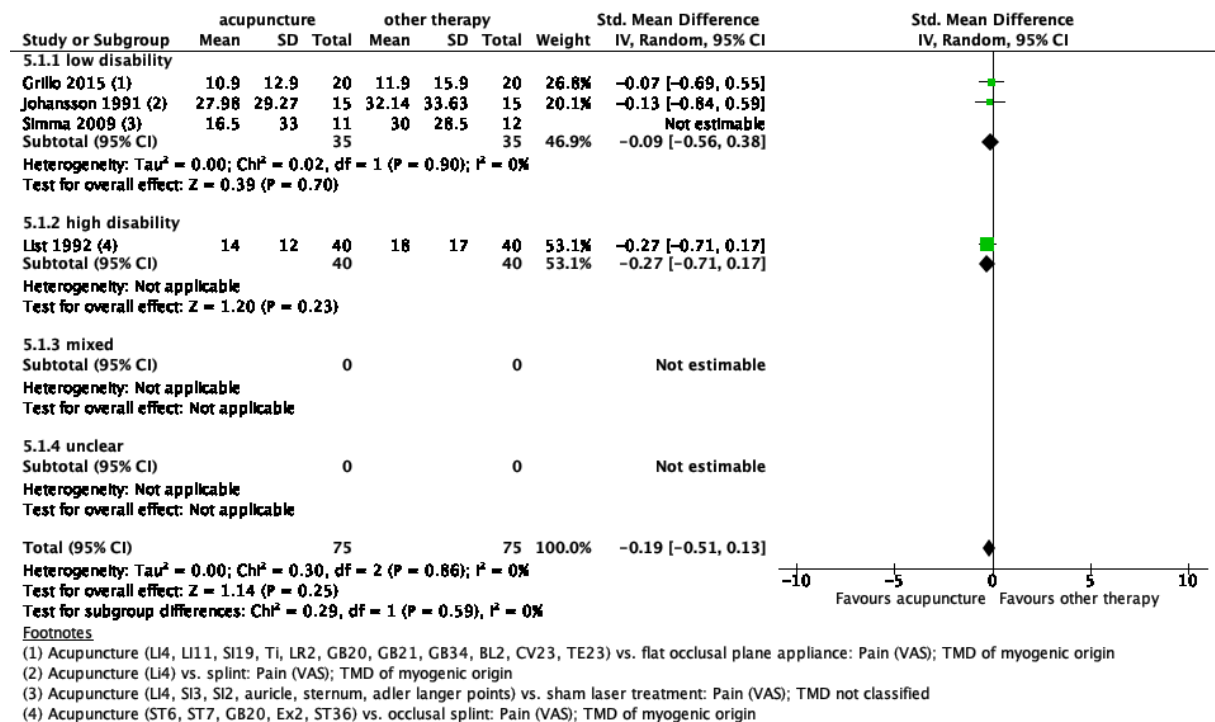 acupuncture other therapy Std. Mean Difference Std. Mean Difference
Study or Subgroup Mean SD Total Mean SD Total Weight IV, Random, 95% CI IV, Random, 95% CI
5.1.1 low disability
Grillo 2015 (1) 10.9 12.9 20 11.9 15.9 20 26.8% −0.07 [−0.69, 0.55]
Johansson 1991 (2) 27.98 29.27 15 32.14 33.63 15 20.1% −0.13 [−0.84, 0.59]
Simma 2009 (3) 16.5 33 11 30 28.5 12 Not estimable
Subtotal (95% CI) 35 35 46.9% −0.09 [−0.56, 0.38]
Heterogeneity: Tau² = 0.00; Chi² = 0.02, df = 1 (P = 0.90); I² = 0%
Test for overall effect: Z = 0.39 (P = 0.70)
5.1.2 high disability
List 1992 (4) 14 12 40 18 17 40 53.1% −0.27 [−0.71, 0.17]
Subtotal (95% CI) 40 40 53.1% −0.27 [−0.71, 0.17]
Heterogeneity: Not applicable
Test for overall effect: Z = 1.20 (P = 0.23)
5.1.3 mixed
Subtotal (95% CI) 0 0 Not estimable
Heterogeneity: Not applicable
Test for overall effect: Not applicable
5.1.4 unclear
Subtotal (95% CI) 0 0 Not estimable
Heterogeneity: Not applicable
Test for overall effect: Not applicable
Total (95% CI) 75 75 100.0% −0.19 [−0.51, 0.13]
Heterogeneity: Tau² = 0.00; Chi² = 0.30, df = 2 (P = 0.86); I² = 0%
Test for overall effect: Z = 1.14 (P = 0.25)
Test for subgroup differences: Chi² = 0.29, df = 1 (P = 0.59), I² = 0%
−10 −5 0 5 10
Favours acupuncture Favours other therapy
Footnotes
(1) Acupuncture (LI4, LI11, SI19, Ti, LR2, GB20, GB21, GB34, BL2, CV23, TE23) vs. flat occlusal plane appliance: Pain (VAS); TMD of myogenic origin
(2) Acupuncture (Li4) vs. splint: Pain (VAS); TMD of myogenic origin
(3) Acupuncture (LI4, SI3, SI2, auricle, sternum, adler langer points) vs. sham laser treatment: Pain (VAS); TMD not classified
(4) Acupuncture (ST6, ST7, GB20, Ex2, ST36) vs. occlusal splint: Pain (VAS); TMD of myogenic origin